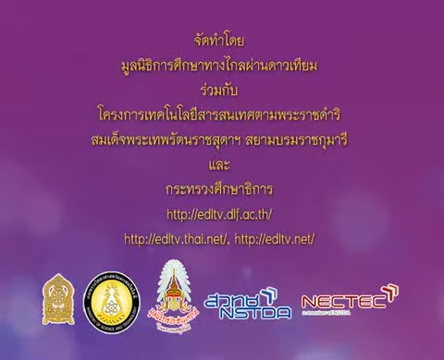 จัดทำโดย
มูลนิธิการศึกษาทางไกลผ่านดาวเทียม
ร่วมกับ
โครงการเทคโนโลยีสารสนเทศตามพระราชดำริ
สมเด็จพระเทพรัตนราชสุดาฯ สยามบรมราชกุมารี
และ
กระทรวงศึกษาธิการ
http://edltv.dlf.ac.th/
http://edltv.thai.net/, http://edltv.net/
สวทช
NSTDA
NECTEC
a member of NSTDA